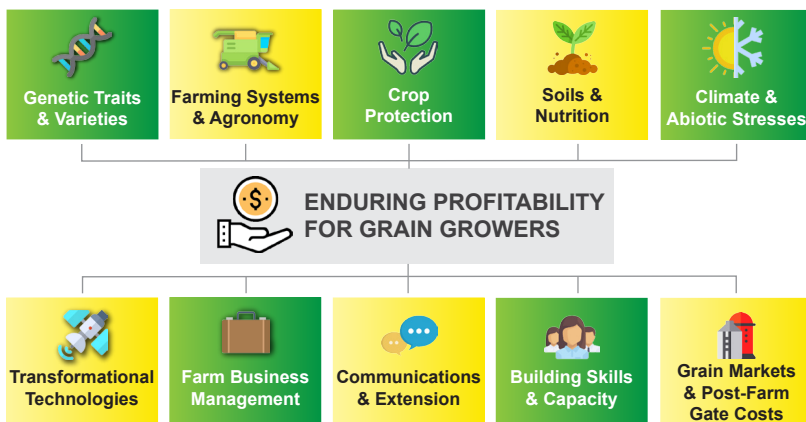 Genetic Traits
& Varieties
Farming Systems
& Agronomy
Crop
Protection
Soils &
Nutrition
Climate &
Abiotic Stresses
$
ENDURING PROFITABILITY
FOR GRAIN GROWERS
Transformational
Technologies
Farm Business
Management
Communications
& Extension
Building Skills
& Capacity
Grain Markets
& Post-Farm
Gate Costs